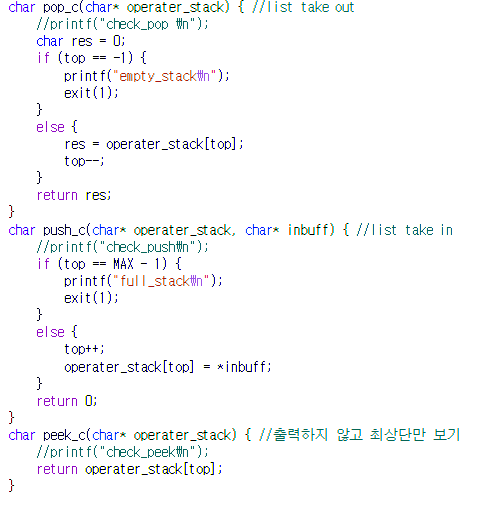 char pop_c(char* operater_stack) { //list take out
    //printf("check_pop ₩n");
    char res = 0;
    if (top == -1) {
        printf("empty_stack₩n");
        exit(1);
    }
    else {
        res = operater_stack[top];
        top--;
    }
    return res;
}
char push_c(char* operater_stack, char* inbuff) { //list take in
    //printf("check_push₩n");
    if (top == MAX - 1) {
        printf("full_stack₩n");
        exit(1);
    }
    else {
        top++;
        operater_stack[top] = *inbuff;
    }
    return 0;
}
char peek_c(char* operater_stack) { //출력하지 않고 최상단만 보기
    //printf("check_peek₩n");
    return operater_stack[top];
}